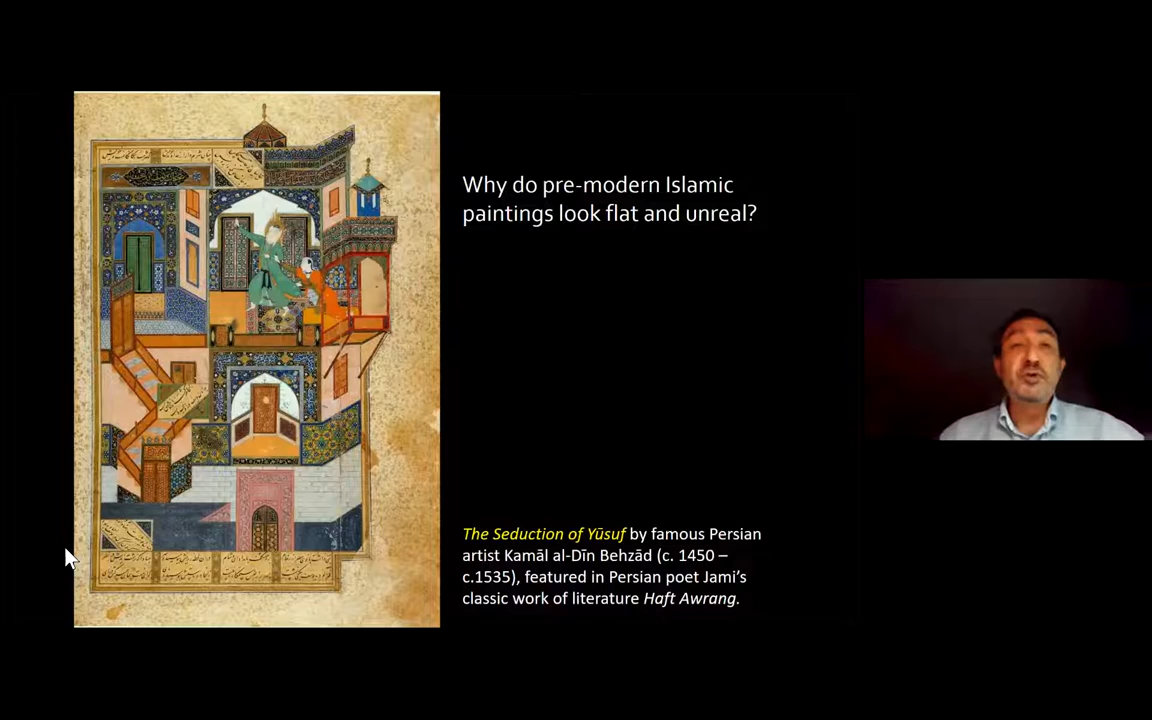 Why do pre-modern Islamic
paintings look flat and unreal?
The Seduction of Yūsuf by famous Persian
artist Kamāl al-Dīn Behzād (c. 1450 –
c.1535), featured in Persian poet Jami’s
classic work of literature Haft Awrang.